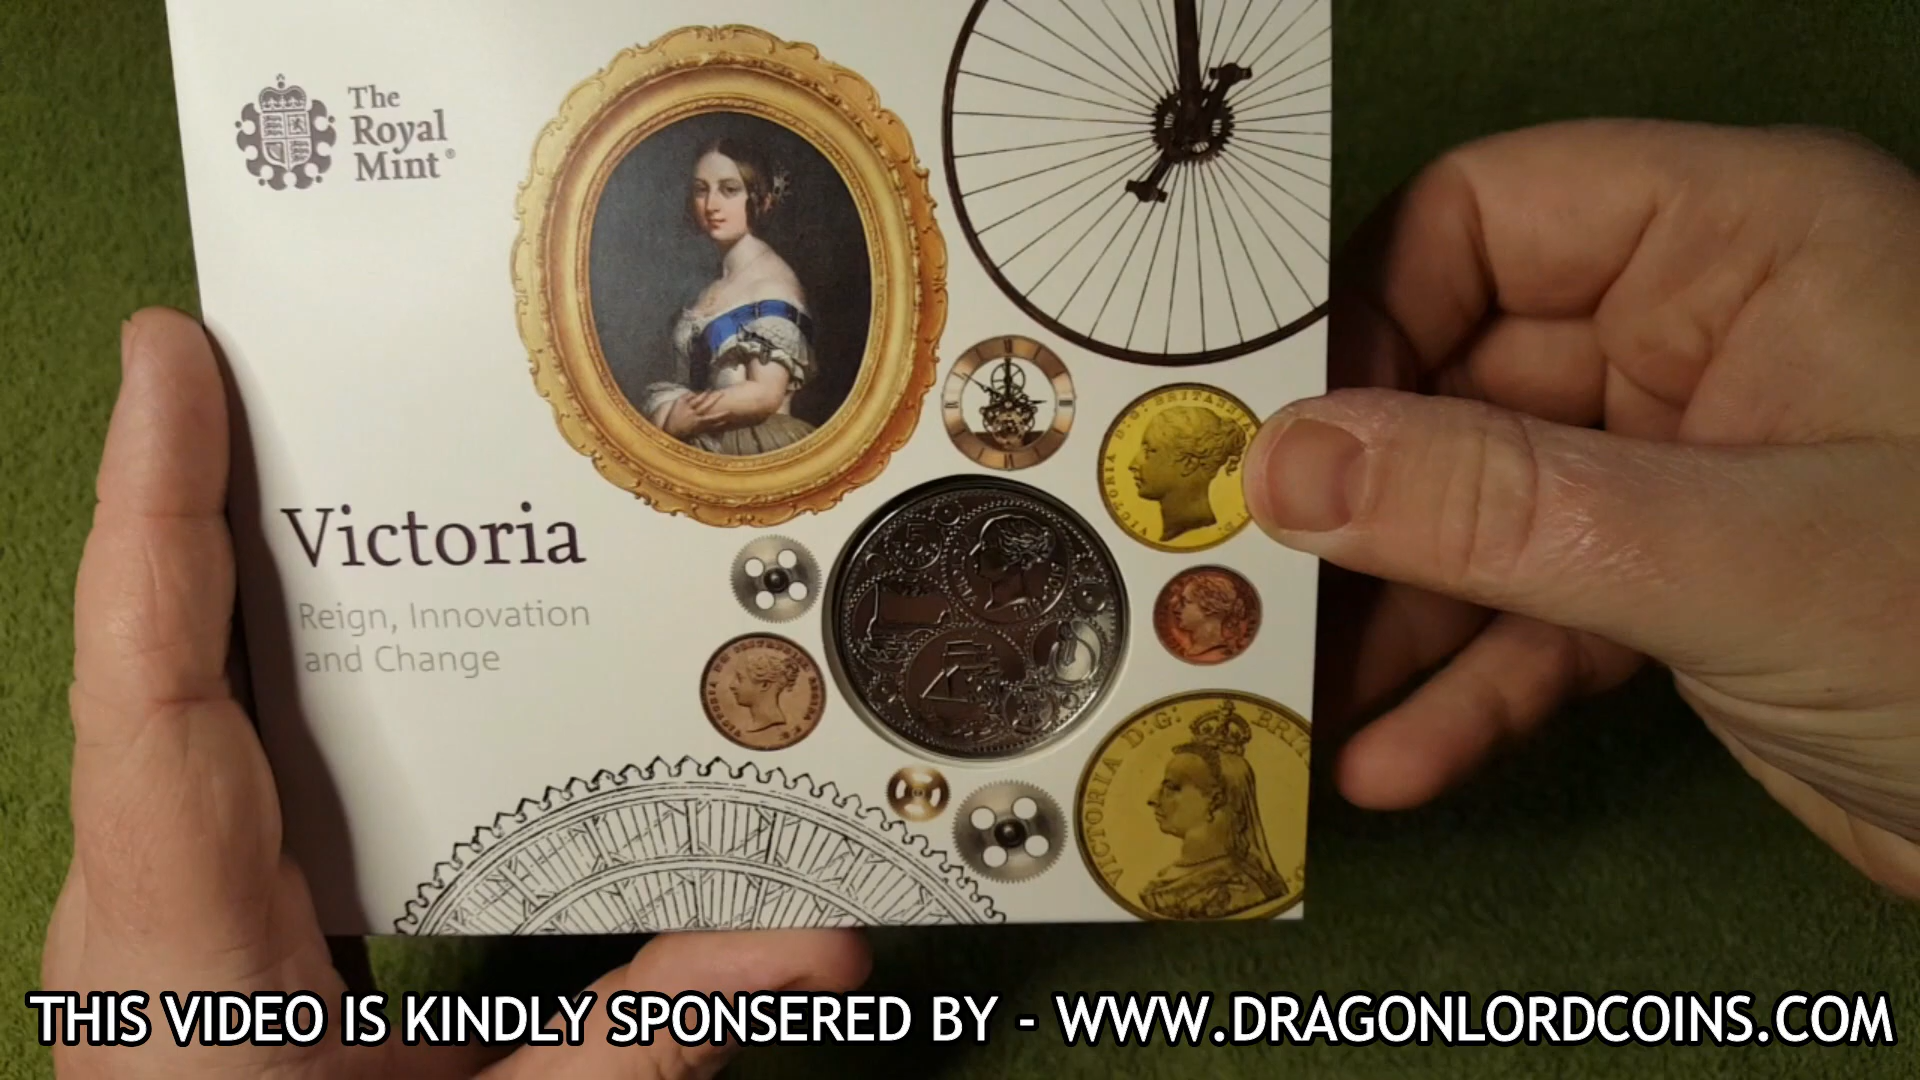 The
Royal
Mint®
Victoria
Reign, Innovation
and Change
VICTORIA D: G: BRITANNIA
VICTORIA D: G: BRIT
THIS VIDEO IS KINDLY SPONSERED BY - WWW.DRAGONLORDCOINS.COM